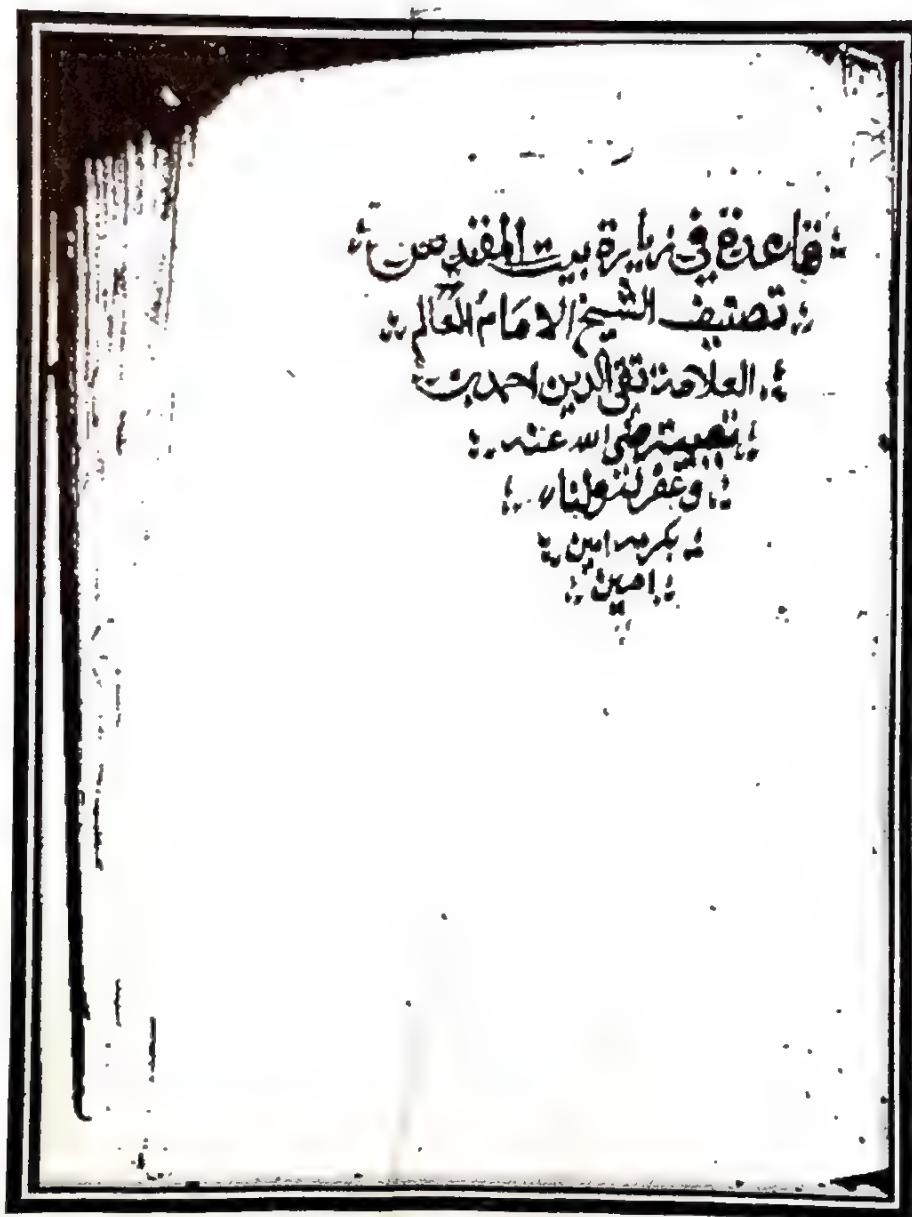 قاعدة في زيارة بيت المقدس
تصنيف الشيخ الامام العالم
العلامة تقي الدين احمد بن
تيمية رضي الله عنه
وغفر له ولنا
بكرمه امين
امين